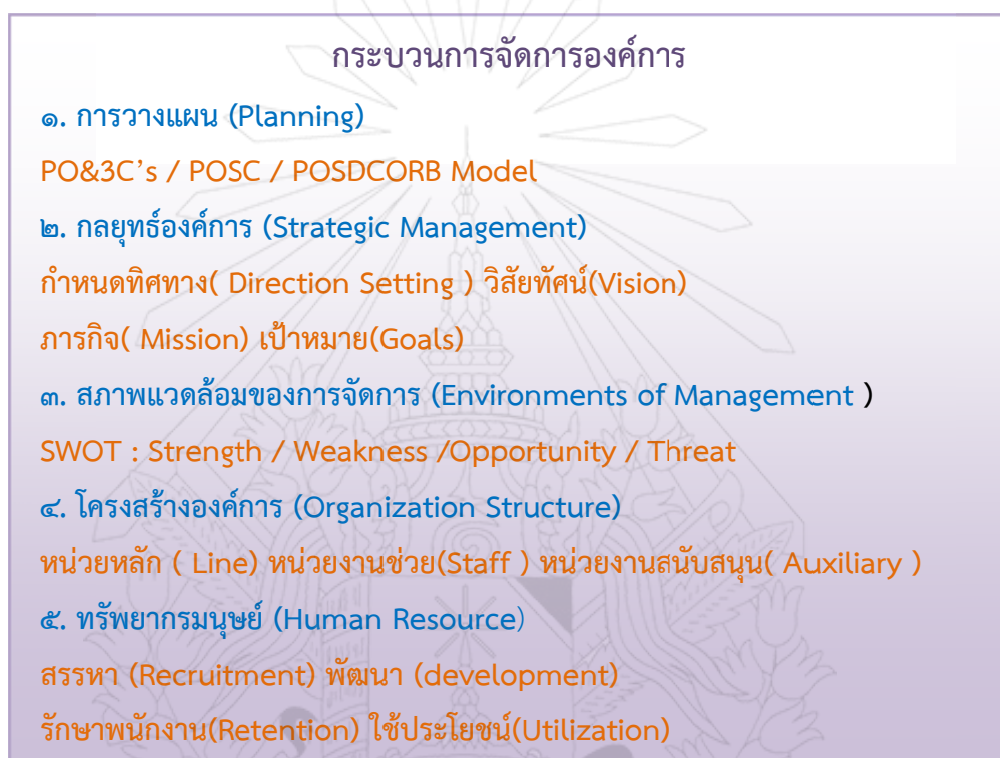 กระบวนการจัดการองค์การ
๑. การวางแผน (Planning)
PO&3C’s / POSC / POSDCORB Model
๒. กลยุทธ์องค์การ (Strategic Management)
กำหนดทิศทาง( Direction Setting ) วิสัยทัศน์(Vision)
ภารกิจ( Mission) เป้าหมาย(Goals)
๓. สภาพแวดล้อมของการจัดการ (Environments of Management )
SWOT : Strength / Weakness /Opportunity / Threat
๔. โครงสร้างองค์การ (Organization Structure)
หน่วยหลัก ( Line) หน่วยงานช่วย(Staff ) หน่วยงานสนับสนุน( Auxiliary )
๕. ทรัพยากรมนุษย์ (Human Resource)
สรรหา (Recruitment) พัฒนา (development)
รักษาพนักงาน(Retention) ใช้ประโยชน์(Utilization)